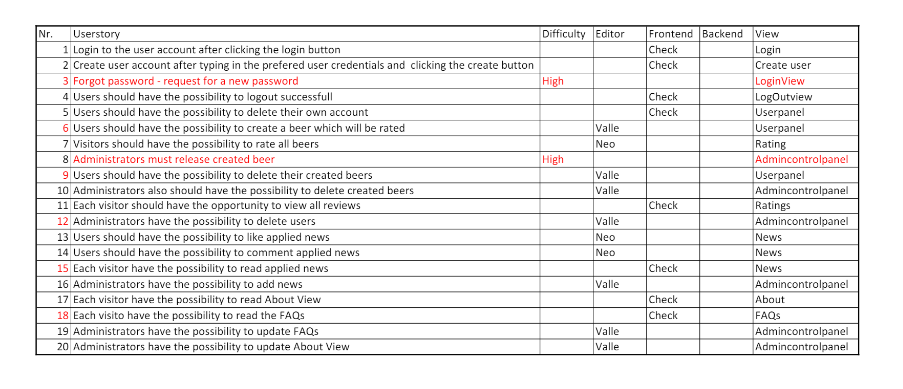 Nr. Userstory Difficulty Editor Frontend Backend View
1 Login to the user account after clicking the login button Check Login
2 Create user account after typing in the prefered user credentials and clicking the create button Check Create user
3 Forgot password - request for a new password High LoginView
4 Users should have the possibility to logout successfull Check LogOutview
5 Users should have the possibility to delete their own account Check Userpanel
6 Users should have the possibility to create a beer which will be rated Valle Userpanel
7 Visitors should have the possibility to rate all beers Neo Rating
8 Administrators must release created beer High Admincontrolpanel
9 Users should have the possibility to delete their created beers Valle Userpanel
10 Administrators also should have the possibility to delete created beers Valle Admincontrolpanel
11 Each visitor should have the opportunity to view all reviews Check Ratings
12 Administrators have the possibility to delete users Valle Admincontrolpanel
13 Users should have the possibility to like applied news Neo News
14 Users should have the possibility to comment applied news Neo News
15 Each visitor have the possibility to read applied news Check News
16 Administrators have the possibility to add news Valle Admincontrolpanel
17 Each visitor have the possibility to read About View Check About
18 Each visito have the possibility to read the FAQs Check FAQs
19 Administrators have the possibility to update FAQs Valle Admincontrolpanel
20 Administrators have the possibility to update About View Valle Admincontrolpanel